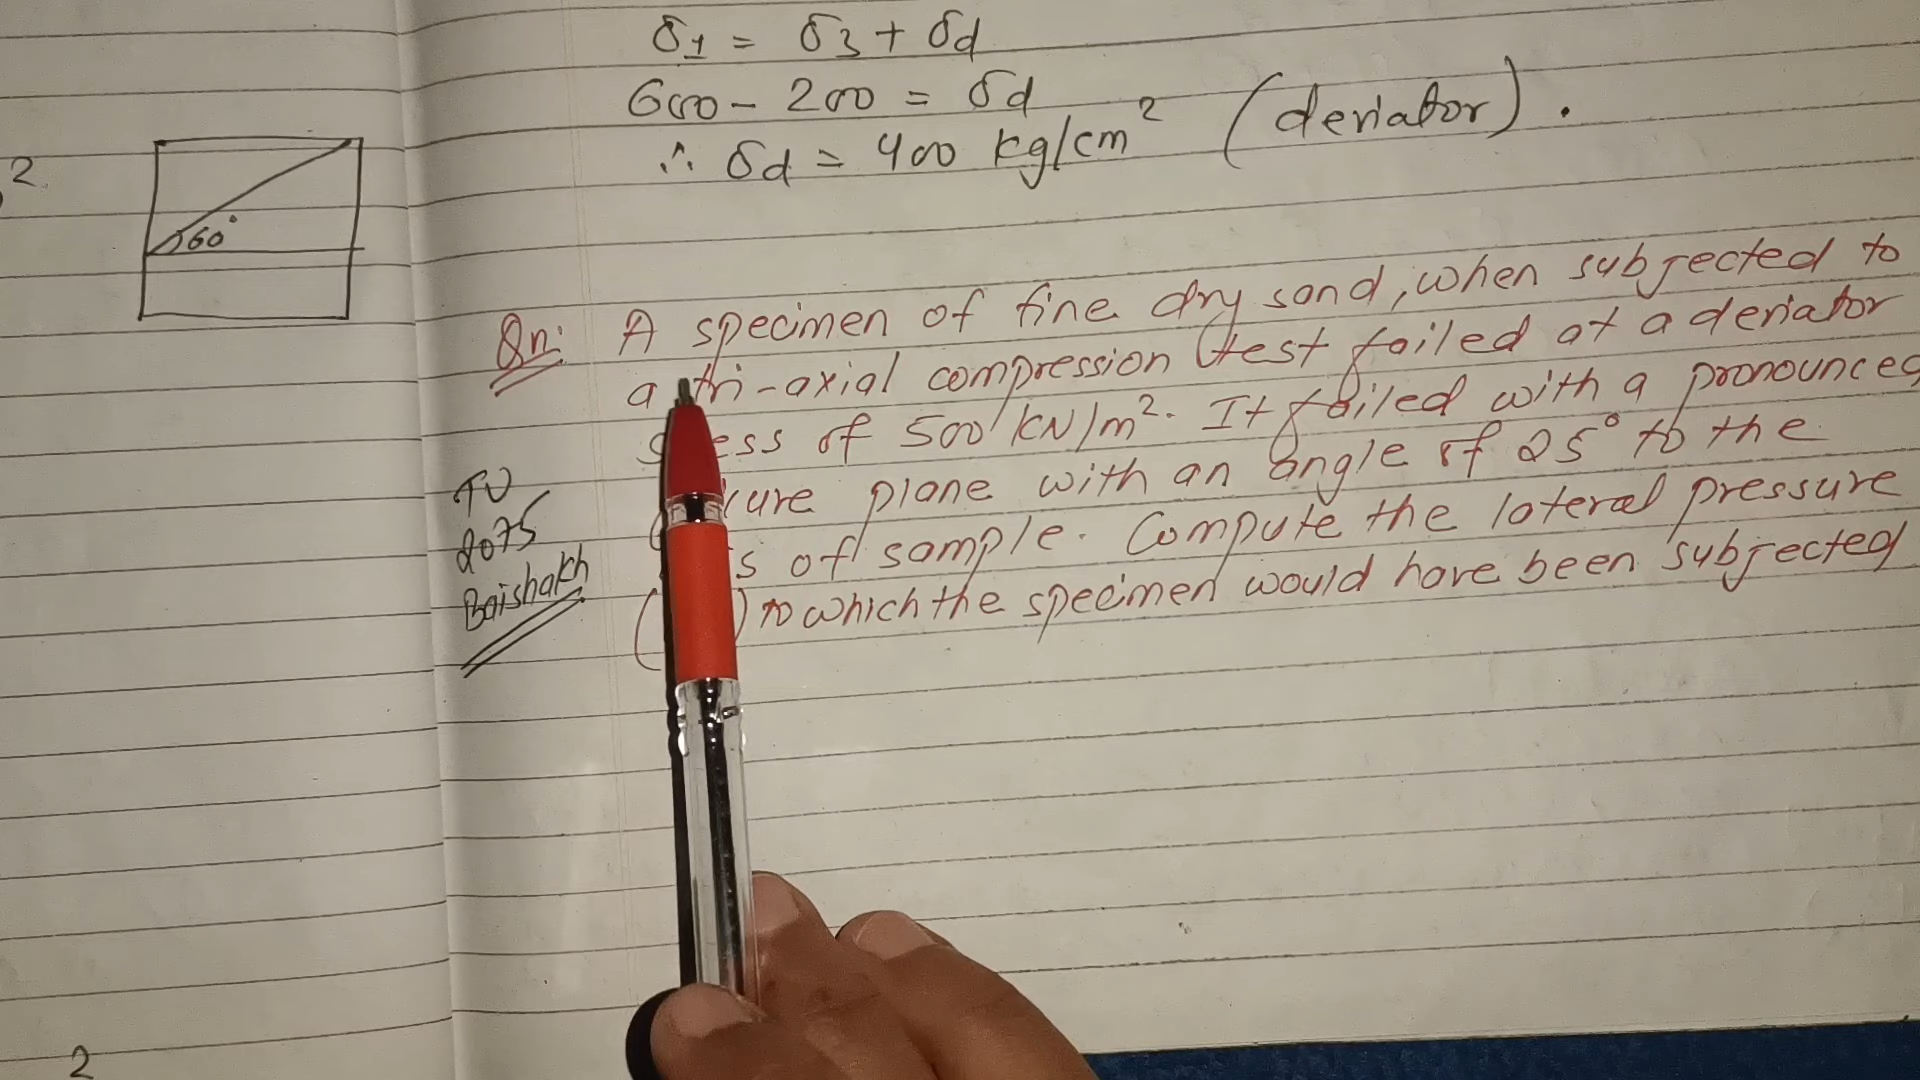 σ1 = σ3 + σd
600 - 200 = σd
∴ σd = 400 kg/cm² (deviator).
2
60°
Qn: A specimen of fine dry sand, when subjected to
a tri-axial compression test failed at a deviator
ess of 500 KN/m². It failed with a pronounced
ure plane with an angle of 25° to the
s of sample. Compute the lateral pressure
( ) to which the specimen would have been subjected
TU
2075
Baishakh
2